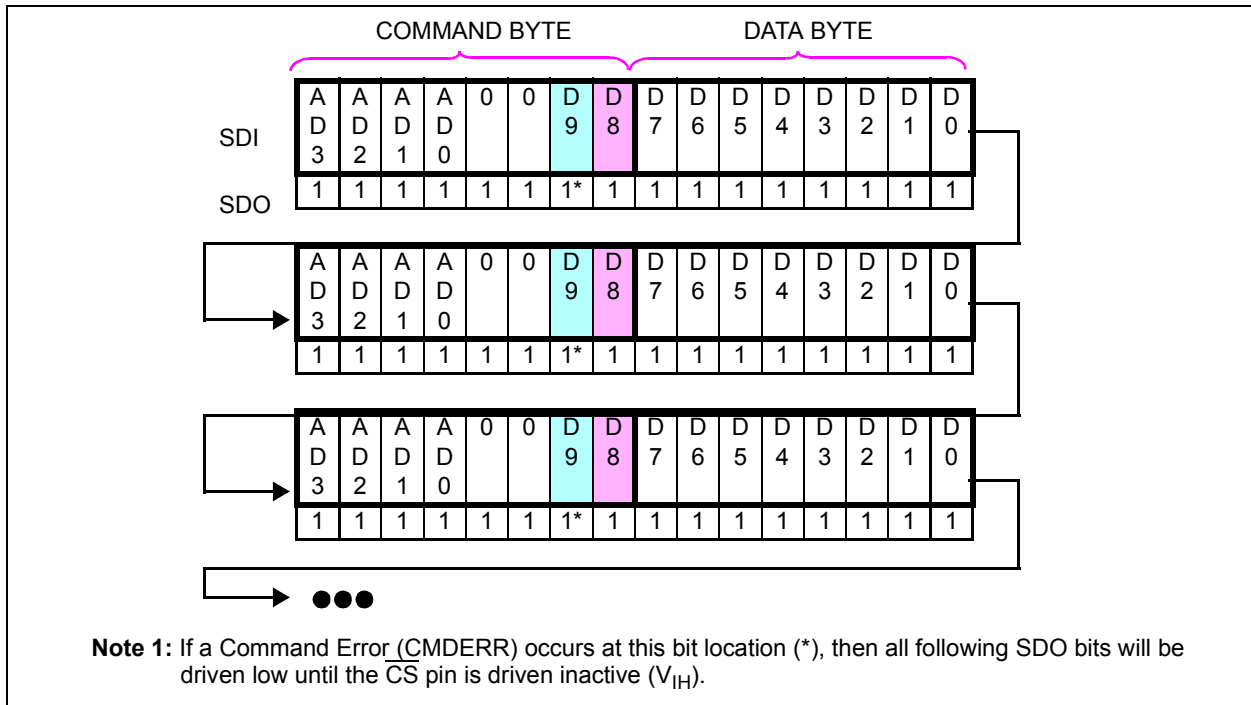 COMMAND BYTE DATA BYTE
A A A A 0 0 D D D D D D D D D D
D D D D 9 8 7 6 5 4 3 2 1 0
3 2 1 0
SDI
1 1 1 1 1 1 1* 1 1 1 1 1 1 1 1 1
SDO
A A A A 0 0 D D D D D D D D D D
D D D D 9 8 7 6 5 4 3 2 1 0
3 2 1 0
1 1 1 1 1 1 1* 1 1 1 1 1 1 1 1 1
A A A A 0 0 D D D D D D D D D D
D D D D 9 8 7 6 5 4 3 2 1 0
3 2 1 0
1 1 1 1 1 1 1* 1 1 1 1 1 1 1 1 1
Note 1: If a Command Error (CMDERR) occurs at this bit location (*), then all following SDO bits will be
driven low until the CS pin is driven inactive (VIH).